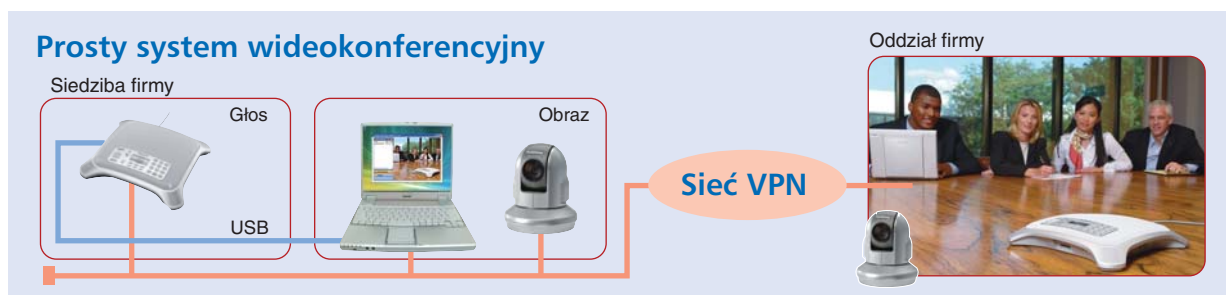 Prosty system wideokonferencyjny
Oddział firmy
Siedziba firmy
Głos
Obraz
Sieć VPN
USB